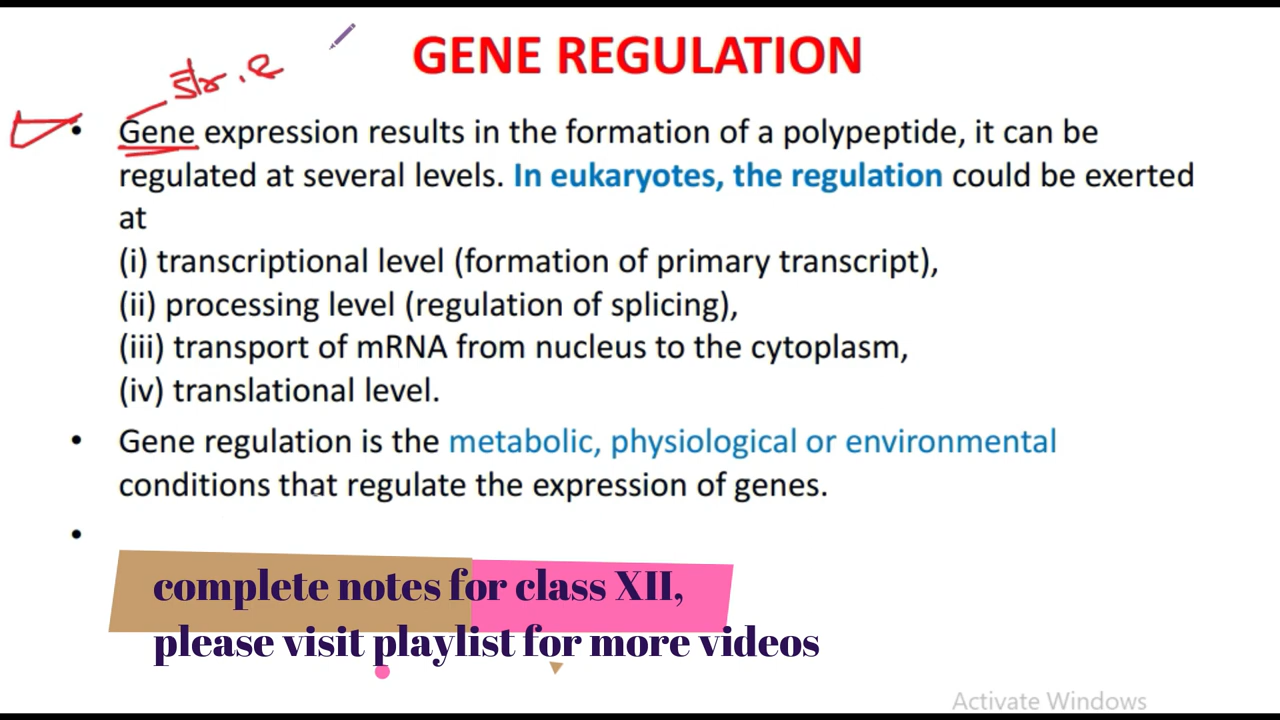 GENE REGULATION
• Gene expression results in the formation of a polypeptide, it can be
regulated at several levels. In eukaryotes, the regulation could be exerted
at
(i) transcriptional level (formation of primary transcript),
(ii) processing level (regulation of splicing),
(iii) transport of mRNA from nucleus to the cytoplasm,
(iv) translational level.
• Gene regulation is the metabolic, physiological or environmental
conditions that regulate the expression of genes.
•
complete notes for class XII,
please visit playlist for more videos
Activate Windows